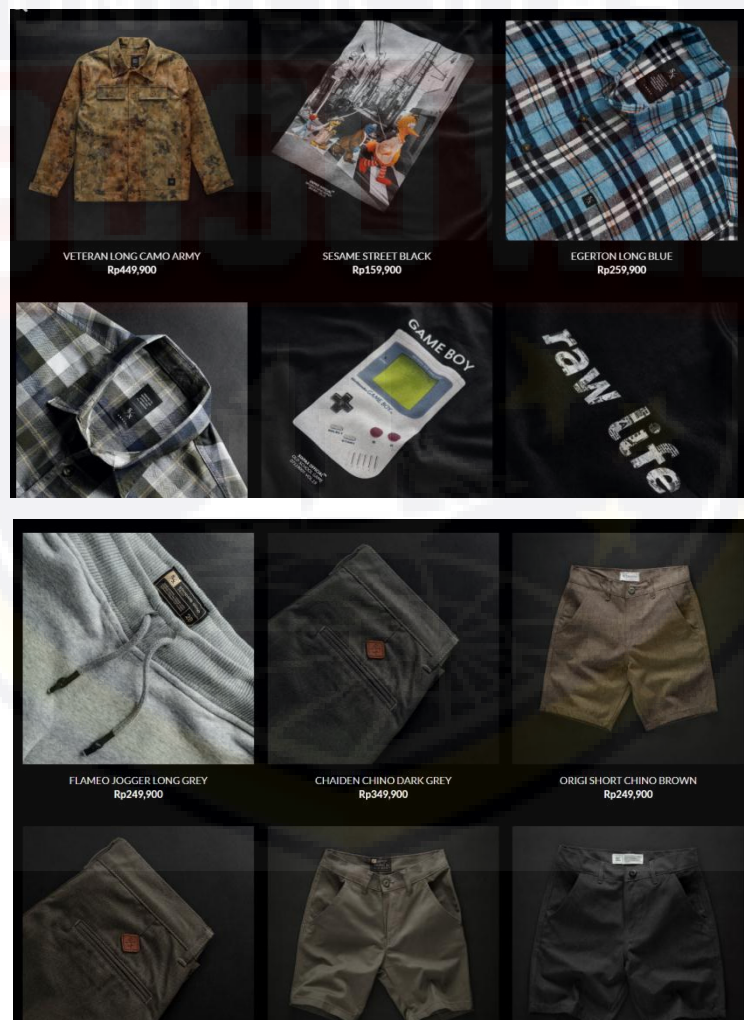 VETERAN LONG CAMO ARMY
Rp449,900
SESAME STREET BLACK
Rp159,900
EGERTON LONG BLUE
Rp259,900
GAME BOY
raw life
FLAMEO JOGGER LONG GREY
Rp249,900
CHAIDEN CHINO DARK GREY
Rp349,900
ORIGI SHORT CHINO BROWN
Rp249,900